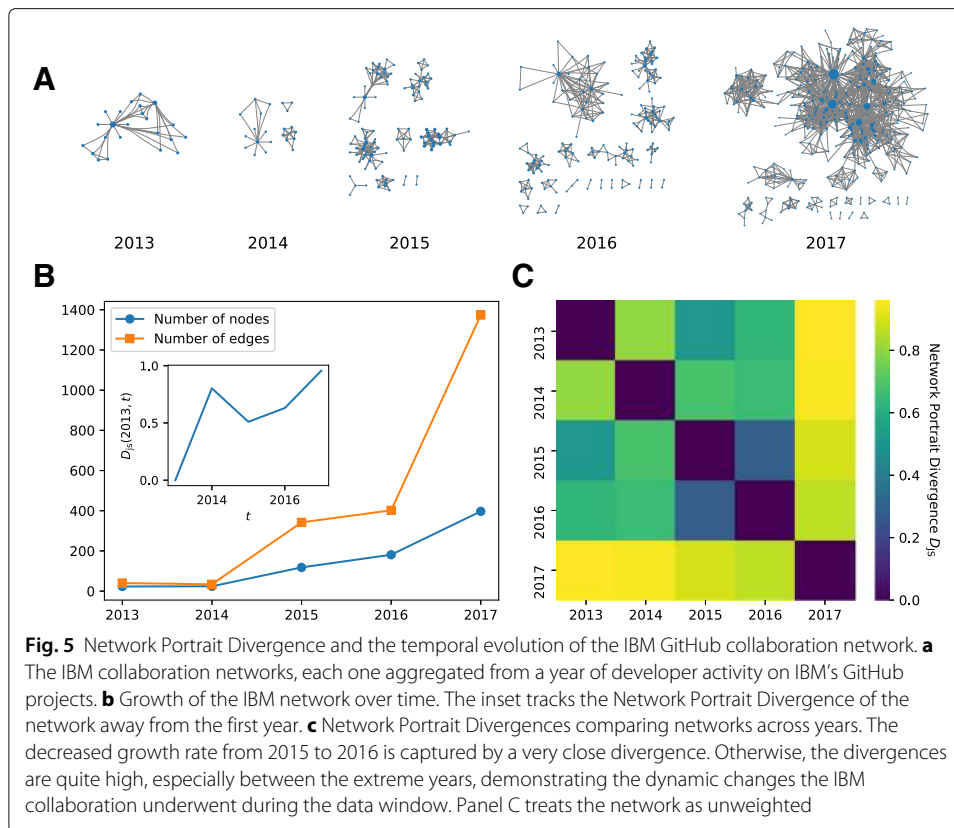 A
2013
2014
2015
2016
2017
B
1400
1200
1000
800
600
400
200
0
Number of nodes
Number of edges
1.0
0.5
0.0
D_JS(2013, t)
2014
2016
t
2013
2014
2015
2016
2017
C
2013
2014
2015
2016
2017
2013
2014
2015
2016
2017
0.8
0.6
0.4
0.2
0.0
Network Portrait Divergence D_JS
Fig. 5 Network Portrait Divergence and the temporal evolution of the IBM GitHub collaboration network. a
The IBM collaboration networks, each one aggregated from a year of developer activity on IBM's GitHub
projects. b Growth of the IBM network over time. The inset tracks the Network Portrait Divergence of the
network away from the first year. c Network Portrait Divergences comparing networks across years. The
decreased growth rate from 2015 to 2016 is captured by a very close divergence. Otherwise, the divergences
are quite high, especially between the extreme years, demonstrating the dynamic changes the IBM
collaboration underwent during the data window. Panel C treats the network as unweighted